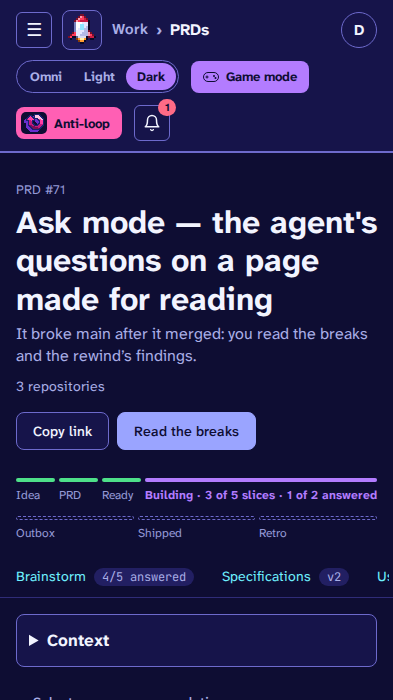 ☰ Work › PRDs D
Omni Light Dark Game mode
Anti-loop 1
PRD #71
Ask mode — the agent's
questions on a page
made for reading
It broke main after it merged: you read the breaks
and the rewind's findings.
3 repositories
Copy link Read the breaks
Idea PRD Ready Building · 3 of 5 slices · 1 of 2 answered
Outbox Shipped Retro
Brainstorm 4/5 answered Specifications v2
▶ Context